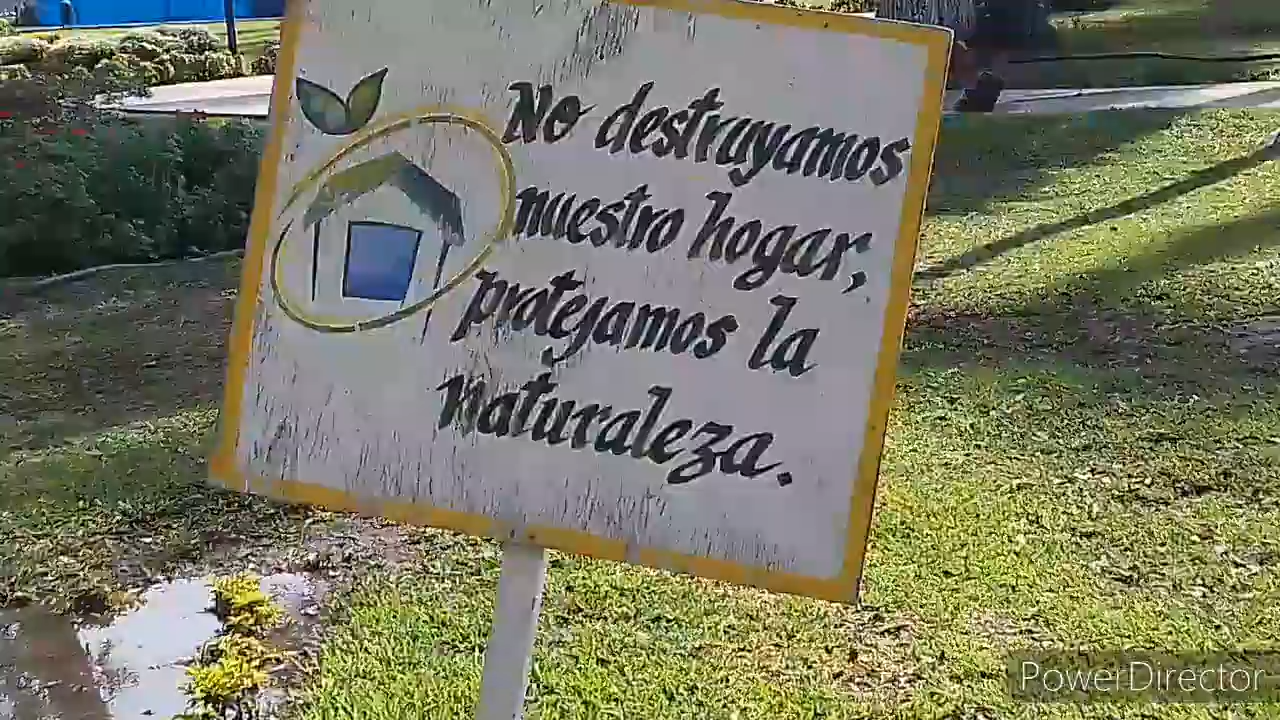 No destruyamos
nuestro hogar,
protejamos la
naturaleza.
PowerDirector